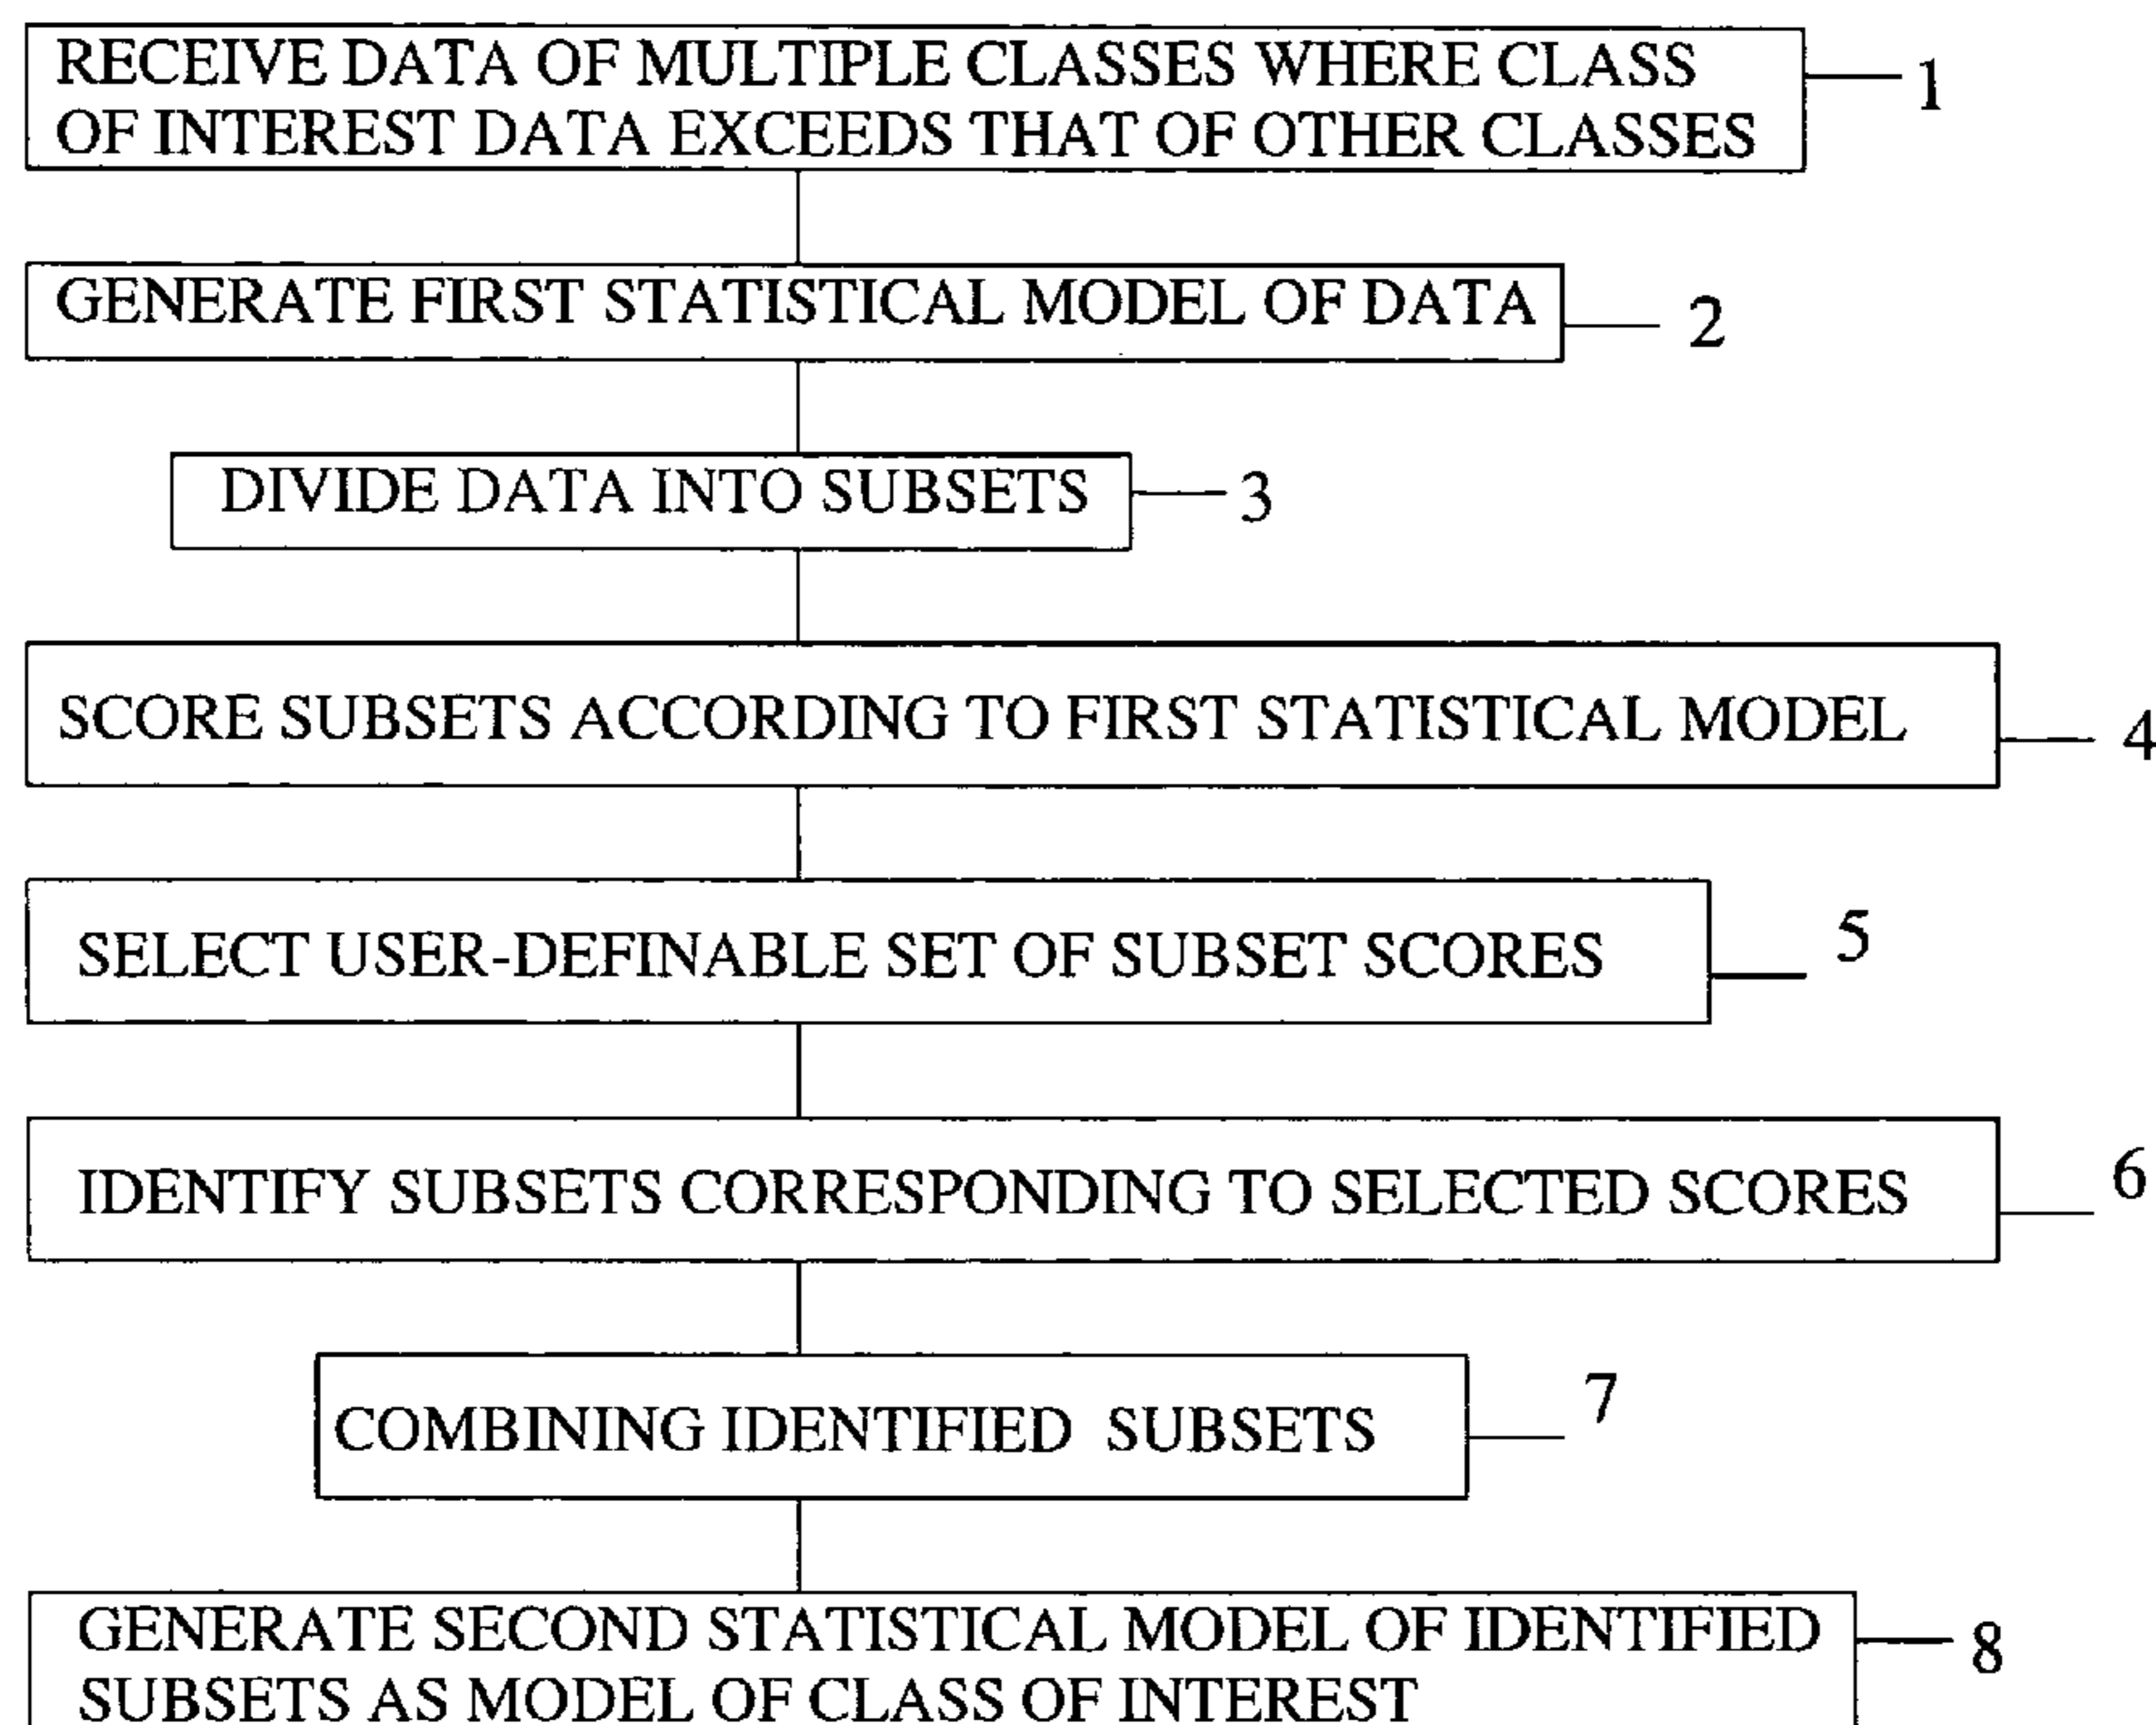 RECEIVE DATA OF MULTIPLE CLASSES WHERE CLASS
OF INTEREST DATA EXCEEDS THAT OF OTHER CLASSES
1
GENERATE FIRST STATISTICAL MODEL OF DATA
2
DIVIDE DATA INTO SUBSETS
3
SCORE SUBSETS ACCORDING TO FIRST STATISTICAL MODEL
4
SELECT USER-DEFINABLE SET OF SUBSET SCORES
5
IDENTIFY SUBSETS CORRESPONDING TO SELECTED SCORES
6
COMBINING IDENTIFIED SUBSETS
7
GENERATE SECOND STATISTICAL MODEL OF IDENTIFIED
SUBSETS AS MODEL OF CLASS OF INTEREST
8